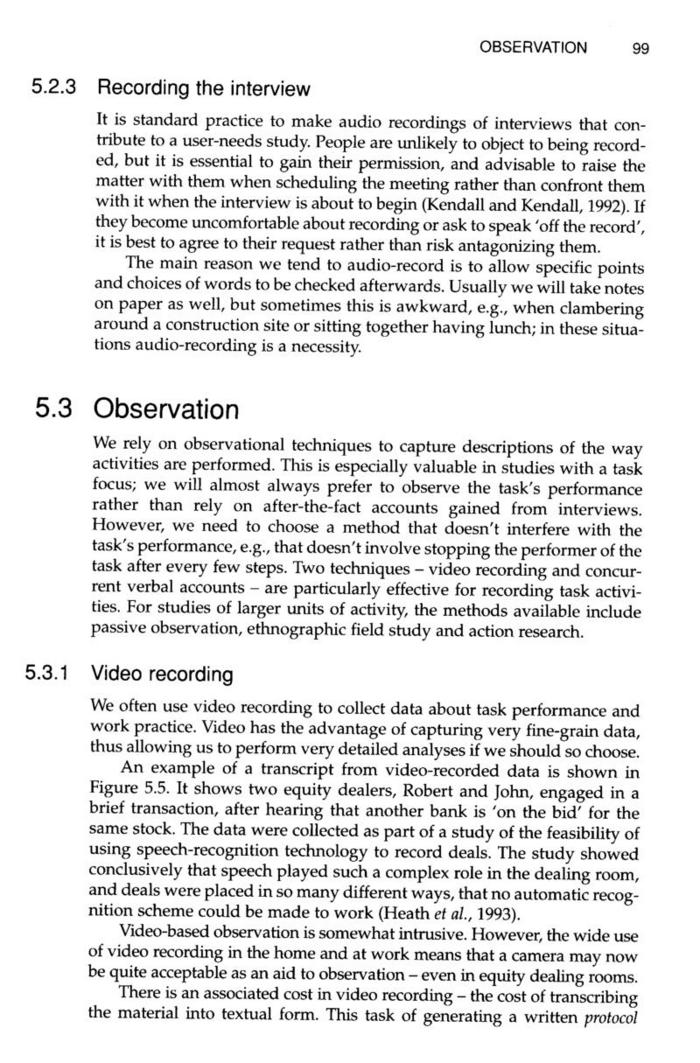 OBSERVATION 99
5.2.3 Recording the interview
It is standard practice to make audio recordings of interviews that con-
tribute to a user-needs study. People are unlikely to object to being record-
ed, but it is essential to gain their permission, and advisable to raise the
matter with them when scheduling the meeting rather than confront them
with it when the interview is about to begin (Kendall and Kendall, 1992). If
they become uncomfortable about recording or ask to speak ‘off the record’,
it is best to agree to their request rather than risk antagonizing them.
The main reason we tend to audio-record is to allow specific points
and choices of words to be checked afterwards. Usually we will take notes
on paper as well, but sometimes this is awkward, e.g., when clambering
around a construction site or sitting together having lunch; in these situa-
tions audio-recording is a necessity.
5.3 Observation
We rely on observational techniques to capture descriptions of the way
activities are performed. This is especially valuable in studies with a task
focus; we will almost always prefer to observe the task’s performance
rather than rely on after-the-fact accounts gained from interviews.
However, we need to choose a method that doesn’t interfere with the
task’s performance, e.g., that doesn’t involve stopping the performer of the
task after every few steps. Two techniques – video recording and concur-
rent verbal accounts – are particularly effective for recording task activi-
ties. For studies of larger units of activity, the methods available include
passive observation, ethnographic field study and action research.
5.3.1 Video recording
We often use video recording to collect data about task performance and
work practice. Video has the advantage of capturing very fine-grain data,
thus allowing us to perform very detailed analyses if we should so choose.
An example of a transcript from video-recorded data is shown in
Figure 5.5. It shows two equity dealers, Robert and John, engaged in a
brief transaction, after hearing that another bank is ‘on the bid’ for the
same stock. The data were collected as part of a study of the feasibility of
using speech-recognition technology to record deals. The study showed
conclusively that speech played such a complex role in the dealing room,
and deals were placed in so many different ways, that no automatic recog-
nition scheme could be made to work (Heath et al., 1993).
Video-based observation is somewhat intrusive. However, the wide use
of video recording in the home and at work means that a camera may now
be quite acceptable as an aid to observation – even in equity dealing rooms.
There is an associated cost in video recording – the cost of transcribing
the material into textual form. This task of generating a written protocol